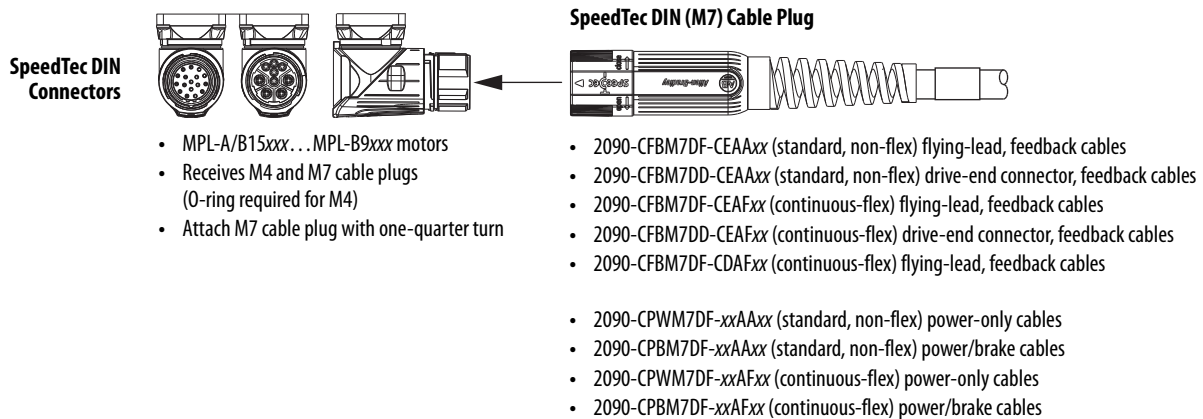 SpeedTec DIN (M7) Cable Plug
SpeedTec DIN
Connectors
SPEEDTEC
Allen-Bradley
AB
• MPL-A/B15xxx…MPL-B9xxx motors
• Receives M4 and M7 cable plugs
(O-ring required for M4)
• Attach M7 cable plug with one-quarter turn
• 2090-CFBM7DF-CEAAxx (standard, non-flex) flying-lead, feedback cables
• 2090-CFBM7DD-CEAAxx (standard, non-flex) drive-end connector, feedback cables
• 2090-CFBM7DF-CEAFxx (continuous-flex) flying-lead, feedback cables
• 2090-CFBM7DD-CEAFxx (continuous-flex) drive-end connector, feedback cables
• 2090-CFBM7DF-CDAFxx (continuous-flex) flying-lead, feedback cables
• 2090-CPWM7DF-xxAAxx (standard, non-flex) power-only cables
• 2090-CPBM7DF-xxAAxx (standard, non-flex) power/brake cables
• 2090-CPWM7DF-xxAFxx (continuous-flex) power-only cables
• 2090-CPBM7DF-xxAFxx (continuous-flex) power/brake cables